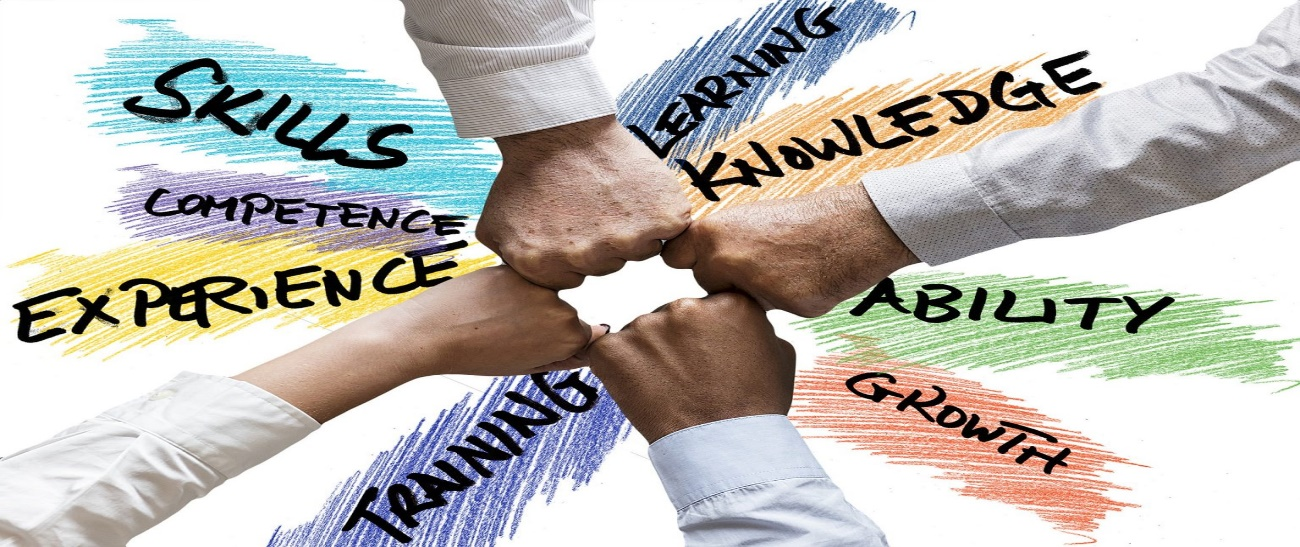 SKILLS
COMPETENCE
EXPERIENCE
LEARNING
KNOWLEDGE
ABILITY
GROWTH
TRAINING